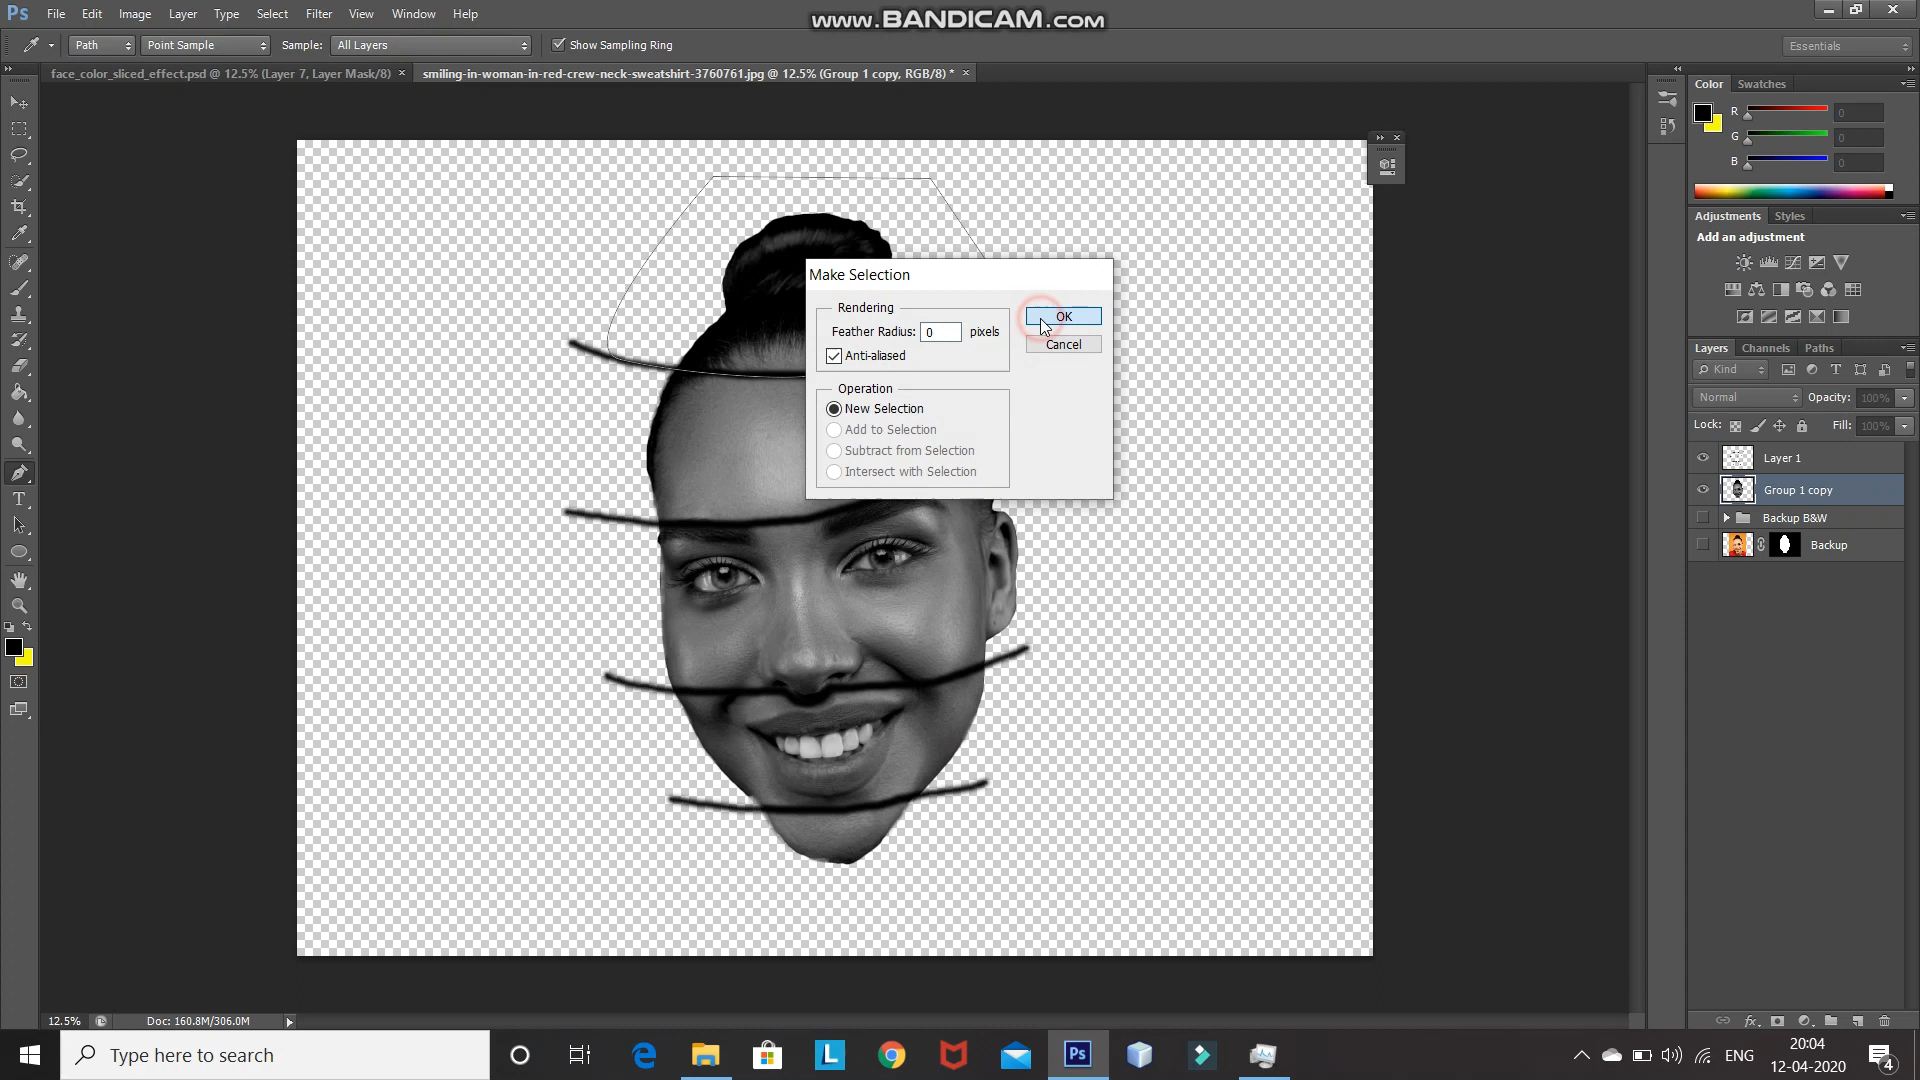 www.BANDICAM.com
Ps File Edit Image Layer Type Select Filter View Window Help
Path Point Sample Sample: All Layers Show Sampling Ring Essentials
face_color_sliced_effect.psd @ 12.5% (Layer 7, Layer Mask/8) × smiling-in-woman-in-red-crew-neck-sweatshirt-3760761.jpg @ 12.5% (Group 1 copy, RGB/8) * ×
Color Swatches
R 0
G 0
B 0
Adjustments Styles
Add an adjustment
Make Selection
Rendering
Feather Radius: 0 pixels
Anti-aliased
OK
Cancel
Operation
New Selection
Add to Selection
Subtract from Selection
Intersect with Selection
Layers Channels Paths
Kind
Normal Opacity: 100%
Lock: Fill: 100%
Layer 1
Group 1 copy
Backup B&W
Backup
12.5% Doc: 160.8M/306.0M
Type here to search
L
Ps
ENG
20:04
12-04-2020
4